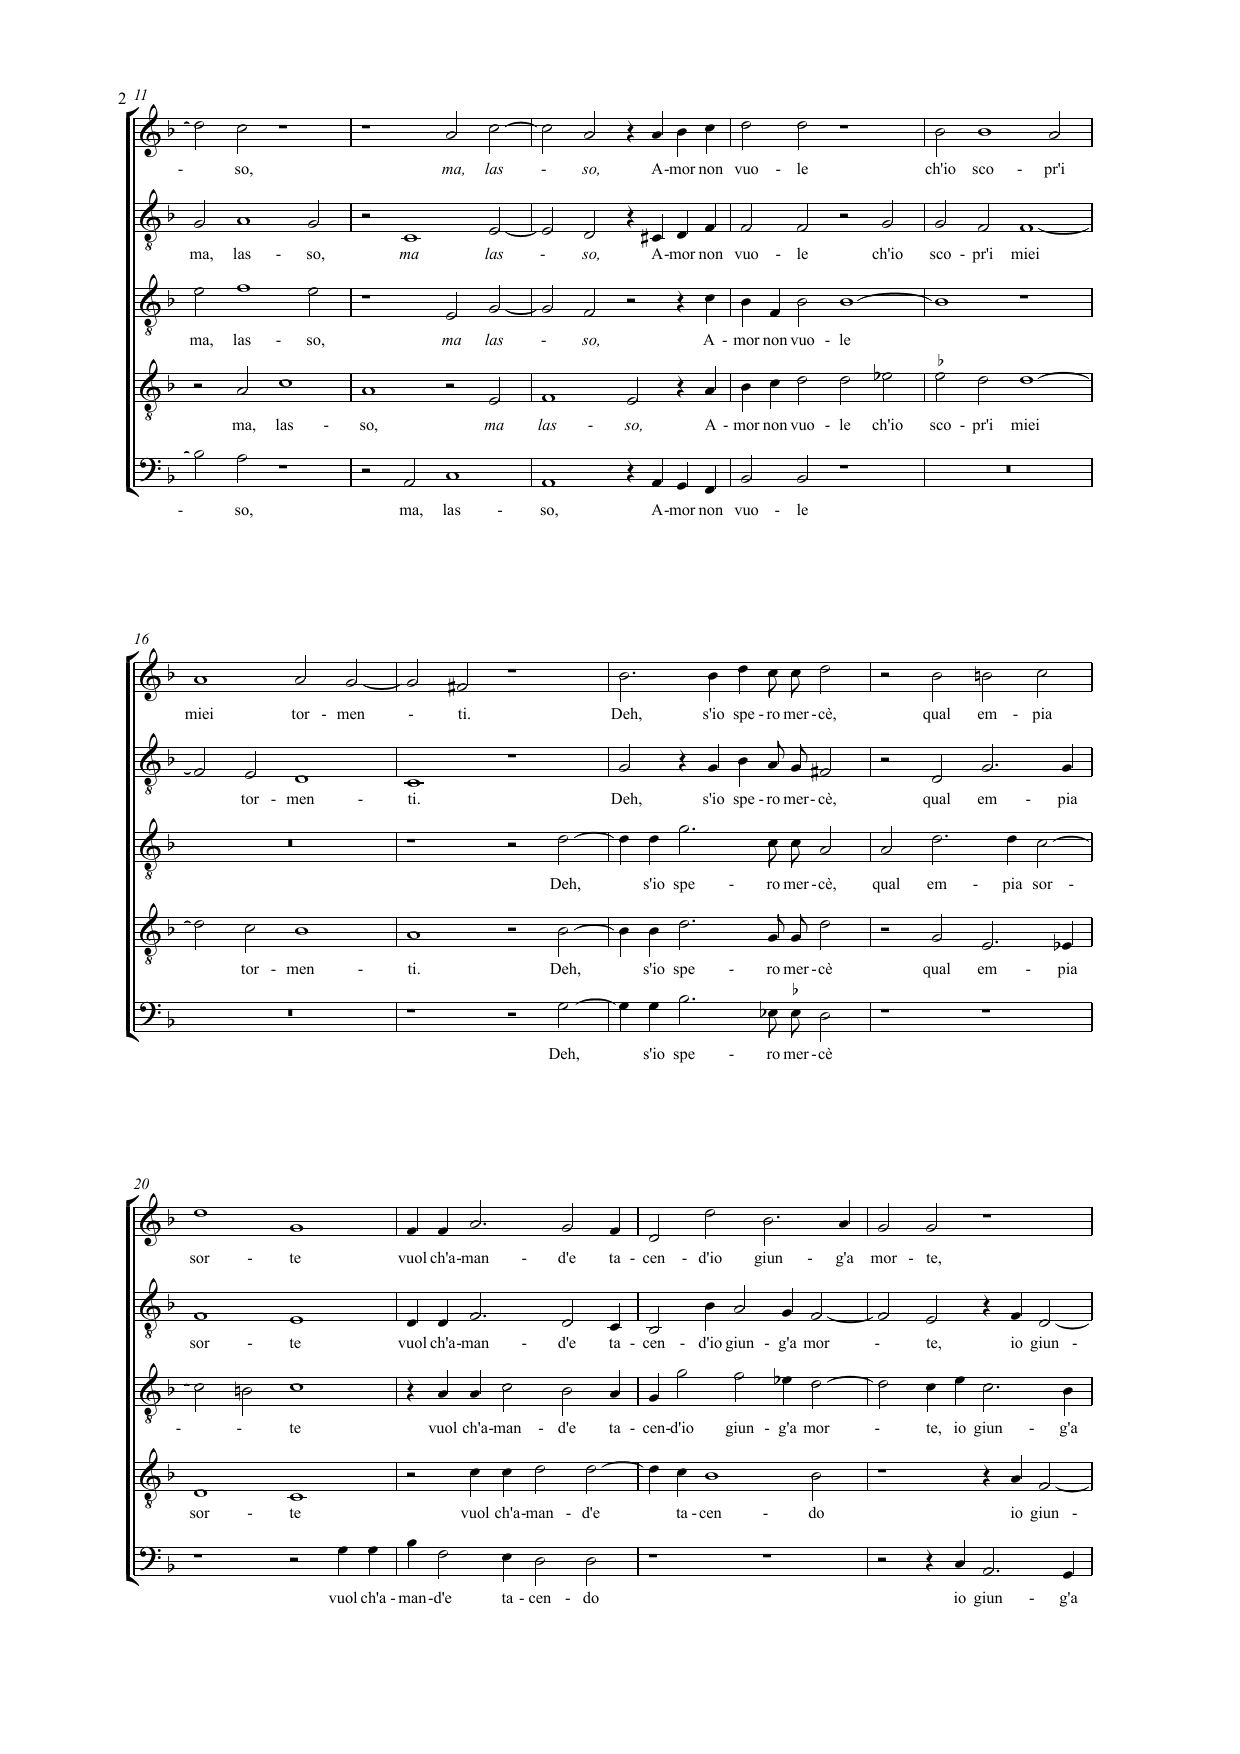 2 11
- so, ma, las - so, A-mor non vuo - le ch'io sco - pr'i
ma, las - so, ma las - so, A-mor non vuo - le ch'io sco - pr'i miei
ma, las - so, ma las - so, A - mor non vuo - le
ma, las - so, ma las - so, A - mor non vuo - le ch'io sco - pr'i miei
- so, ma, las - so, A-mor non vuo - le
16
miei tor - men - ti. Deh, s'io spe - ro mer - cè, qual em - pia
tor - men - ti. Deh, s'io spe - ro mer - cè, qual em - pia
Deh, s'io spe - ro mer - cè, qual em - pia sor -
tor - men - ti. Deh, s'io spe - ro mer - cè qual em - pia
Deh, s'io spe - ro mer - cè
20
sor - te vuol ch'a-man - d'e ta - cen - d'io giun - g'a mor - te,
sor - te vuol ch'a-man - d'e ta - cen - d'io giun - g'a mor - te, io giun -
- - te vuol ch'a-man - d'e ta - cen-d'io giun - g'a mor - te, io giun - g'a
sor - te vuol ch'a-man - d'e ta - cen - do io giun -
vuol ch'a - man-d'e ta - cen - do io giun - g'a